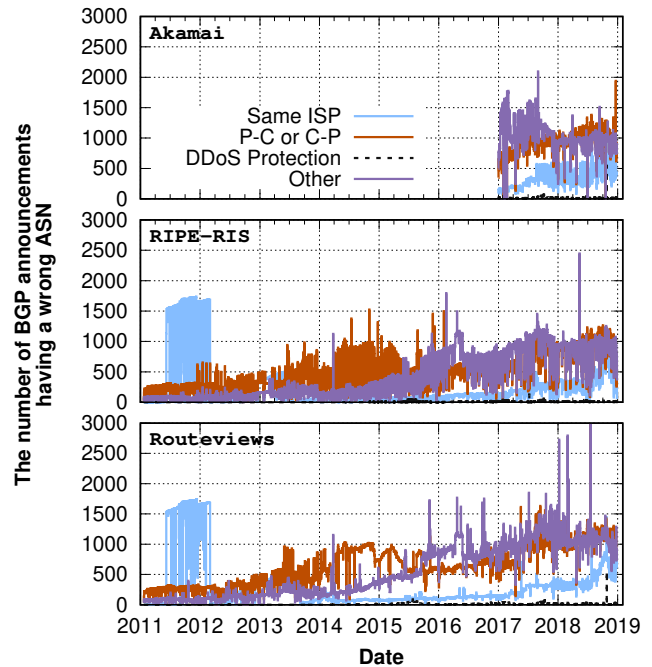 The number of BGP announcements
having a wrong ASN
3000
2500
2000
1500
1000
500
0
Akamai
Same ISP
P-C or C-P
DDoS Protection
Other
3000
2500
2000
1500
1000
500
0
RIPE-RIS
3000
2500
2000
1500
1000
500
0
Routeviews
2011 2012 2013 2014 2015 2016 2017 2018 2019
Date